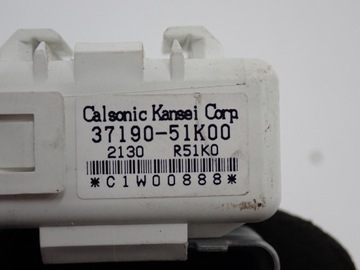 Calsonic Kansei Corp
37190-51K00
2130 R51K0
*C1W00888*